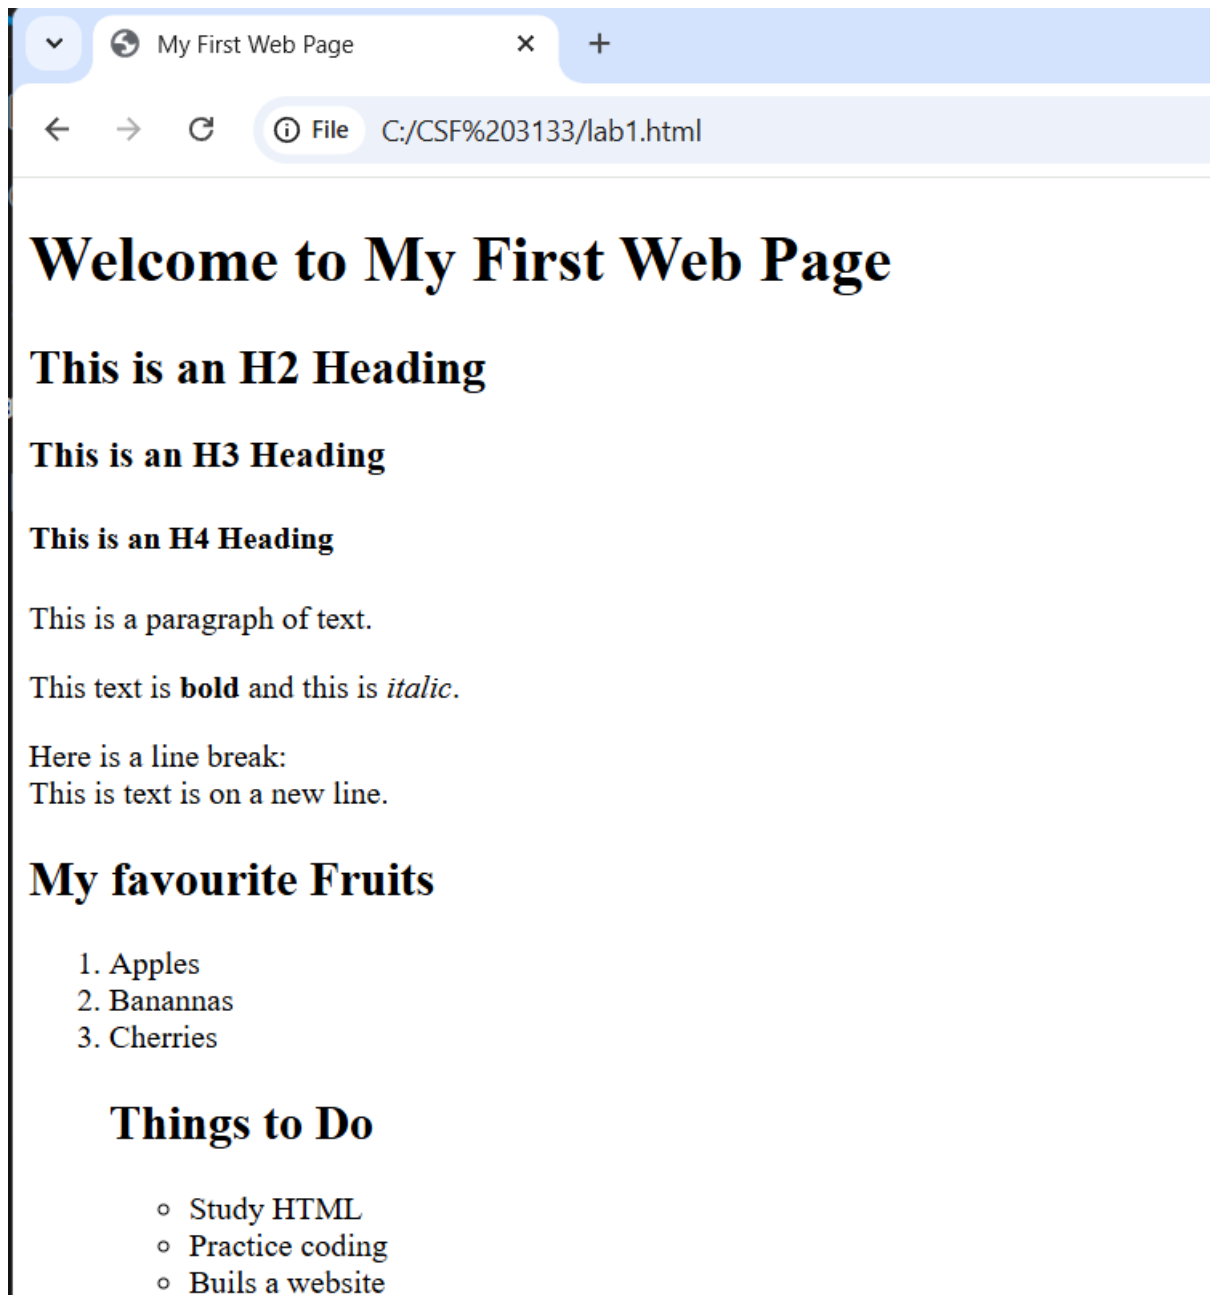 My First Web Page
File C:/CSF%203133/lab1.html
Welcome to My First Web Page
This is an H2 Heading
This is an H3 Heading
This is an H4 Heading
This is a paragraph of text.
This text is bold and this is italic.
Here is a line break:
This is text is on a new line.
My favourite Fruits
1. Apples
2. Banannas
3. Cherries
Things to Do
Study HTML
Practice coding
Buils a website